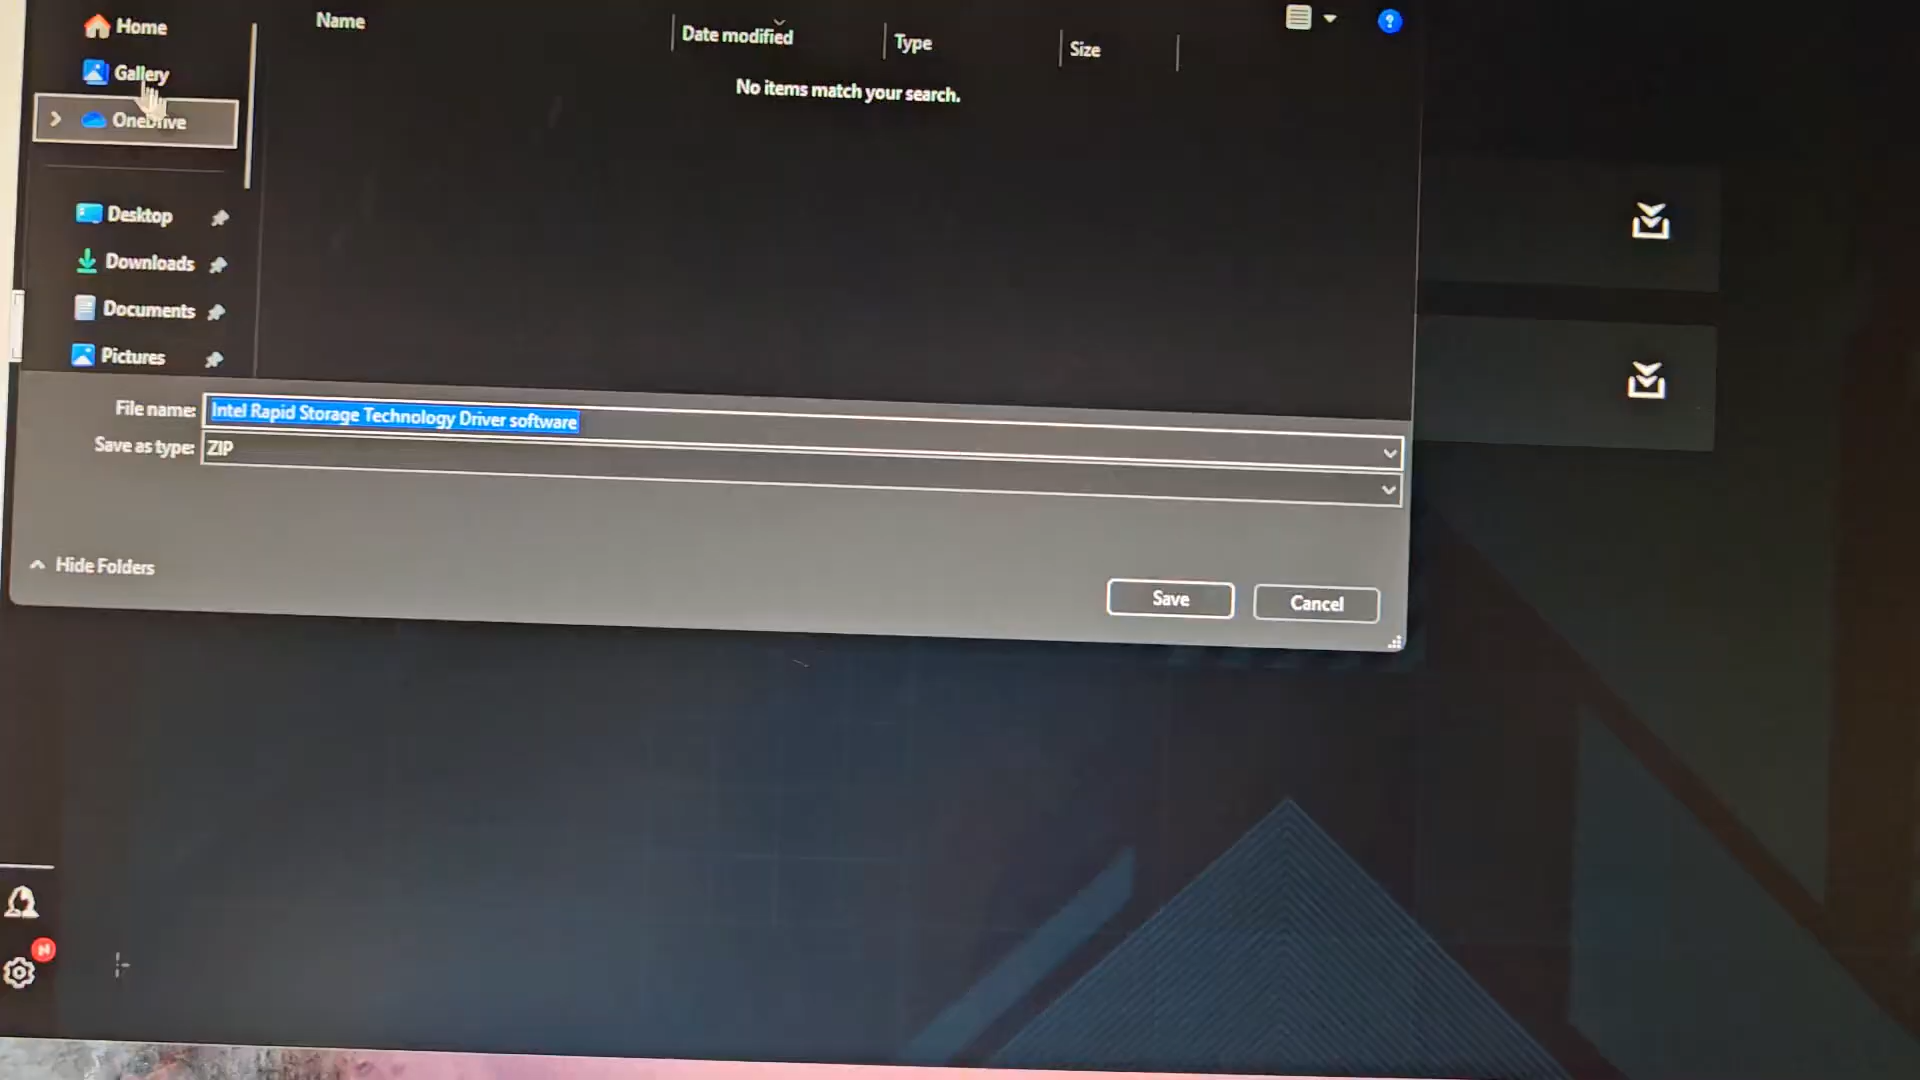 Home
Name
Date modified
Type
Size
?
Gallery
No items match your search.
OneDrive
Desktop
Downloads
Documents
Pictures
File name: Intel Rapid Storage Technology Driver software
Save as type: ZIP
Hide Folders
Save
Cancel
N